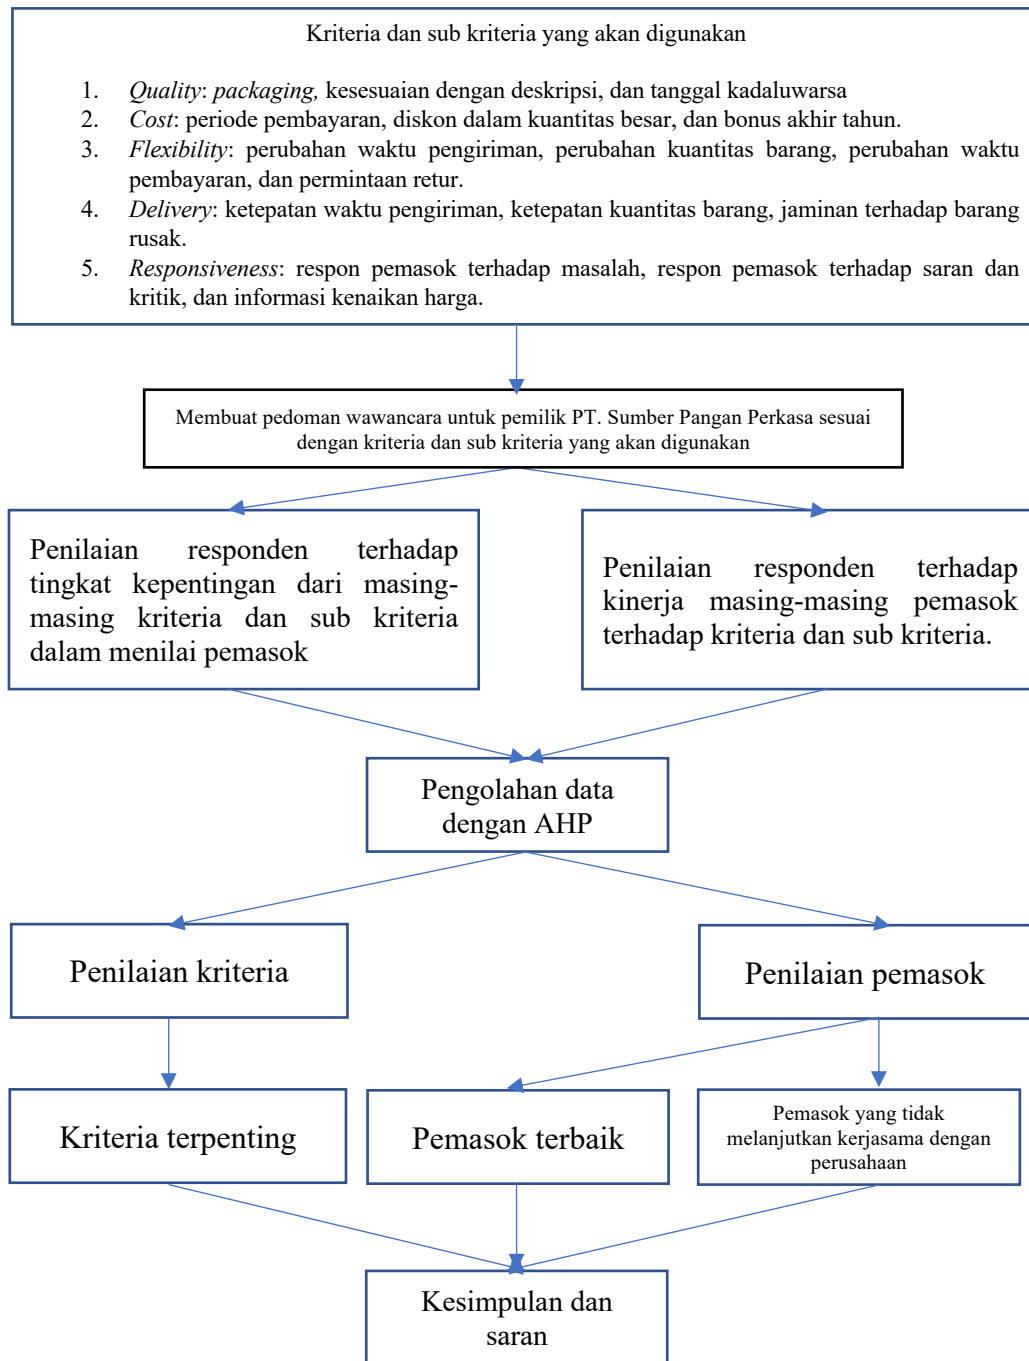 Kriteria dan sub kriteria yang akan digunakan
1. Quality: packaging, kesesuaian dengan deskripsi, dan tanggal kadaluwarsa
2. Cost: periode pembayaran, diskon dalam kuantitas besar, dan bonus akhir tahun.
3. Flexibility: perubahan waktu pengiriman, perubahan kuantitas barang, perubahan waktu
pembayaran, dan permintaan retur.
4. Delivery: ketepatan waktu pengiriman, ketepatan kuantitas barang, jaminan terhadap barang
rusak.
5. Responsiveness: respon pemasok terhadap masalah, respon pemasok terhadap saran dan
kritik, dan informasi kenaikan harga.
Membuat pedoman wawancara untuk pemilik PT. Sumber Pangan Perkasa sesuai
dengan kriteria dan sub kriteria yang akan digunakan
Penilaian responden terhadap
tingkat kepentingan dari masing-
masing kriteria dan sub kriteria
dalam menilai pemasok
Penilaian responden terhadap
kinerja masing-masing pemasok
terhadap kriteria dan sub kriteria.
Pengolahan data
dengan AHP
Penilaian kriteria
Penilaian pemasok
Kriteria terpenting
Pemasok terbaik
Pemasok yang tidak
melanjutkan kerjasama dengan
perusahaan
Kesimpulan dan
saran